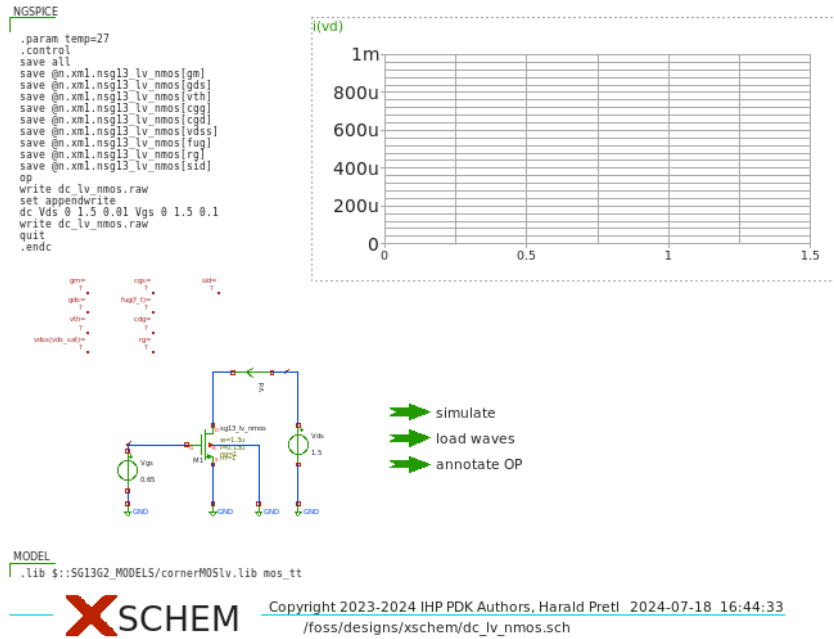 NGSPICE
.param temp=27
.control
save all
save @n.xm1.nsg13_lv_nmos[gm]
save @n.xm1.nsg13_lv_nmos[gds]
save @n.xm1.nsg13_lv_nmos[vth]
save @n.xm1.nsg13_lv_nmos[cgg]
save @n.xm1.nsg13_lv_nmos[cgd]
save @n.xm1.nsg13_lv_nmos[vdss]
save @n.xm1.nsg13_lv_nmos[fug]
save @n.xm1.nsg13_lv_nmos[rg]
save @n.xm1.nsg13_lv_nmos[sid]
op
write dc_lv_nmos.raw
set appendwrite
dc Vds 0 1.5 0.01 Vgs 0 1.5 0.1
write dc_lv_nmos.raw
quit
.endc
i(vd)
1m
800u
600u
400u
200u
0
0 0.5 1 1.5
gm= cgs= sid=
? ? ?
gds= fug(f_t)=
? ?
vth= cdg=
? ?
vdss(vds_sat)= rg=
? ?
Vd
sg13_lv_nmos
w=1.3u
M1
Vgs
0.65
Vds
1.5
GND GND GND GND
simulate
load waves
annotate OP
MODEL
.lib $::SG13G2_MODELS/cornerMOSlv.lib mos_tt
XSCHEM
Copyright 2023-2024 IHP PDK Authors, Harald Pretl 2024-07-18 16:44:33
/foss/designs/xschem/dc_lv_nmos.sch